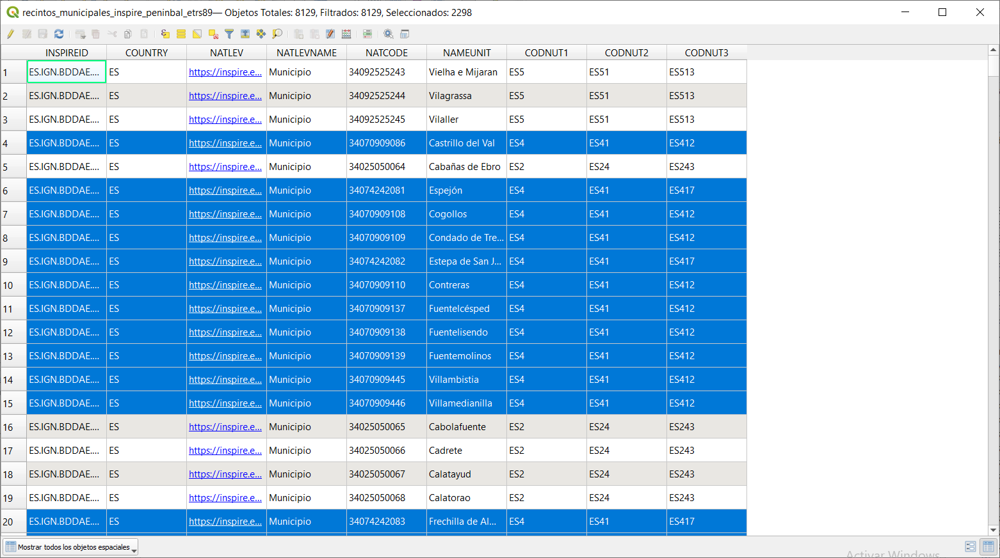 recintos_municipales_inspire_peninbal_etrs89— Objetos Totales: 8129, Filtrados: 8129, Seleccionados: 2298
INSPIREID COUNTRY NATLEV NATLEVNAME NATCODE NAMEUNIT CODNUT1 CODNUT2 CODNUT3
1 ES.IGN.BDDAE.... ES https://inspire.e... Municipio 34092525243 Vielha e Mijaran ES5 ES51 ES513
2 ES.IGN.BDDAE.... ES https://inspire.e... Municipio 34092525244 Vilagrassa ES5 ES51 ES513
3 ES.IGN.BDDAE.... ES https://inspire.e... Municipio 34092525245 Vilaller ES5 ES51 ES513
4 ES.IGN.BDDAE.... ES https://inspire.e... Municipio 34070909086 Castrillo del Val ES4 ES41 ES412
5 ES.IGN.BDDAE.... ES https://inspire.e... Municipio 34025050064 Cabañas de Ebro ES2 ES24 ES243
6 ES.IGN.BDDAE.... ES https://inspire.e... Municipio 34074242081 Espejón ES4 ES41 ES417
7 ES.IGN.BDDAE.... ES https://inspire.e... Municipio 34070909108 Cogollos ES4 ES41 ES412
8 ES.IGN.BDDAE.... ES https://inspire.e... Municipio 34070909109 Condado de Tre... ES4 ES41 ES412
9 ES.IGN.BDDAE.... ES https://inspire.e... Municipio 34074242082 Estepa de San J... ES4 ES41 ES417
10 ES.IGN.BDDAE.... ES https://inspire.e... Municipio 34070909110 Contreras ES4 ES41 ES412
11 ES.IGN.BDDAE.... ES https://inspire.e... Municipio 34070909137 Fuentelcésped ES4 ES41 ES412
12 ES.IGN.BDDAE.... ES https://inspire.e... Municipio 34070909138 Fuentelisendo ES4 ES41 ES412
13 ES.IGN.BDDAE.... ES https://inspire.e... Municipio 34070909139 Fuentemolinos ES4 ES41 ES412
14 ES.IGN.BDDAE.... ES https://inspire.e... Municipio 34070909445 Villambistia ES4 ES41 ES412
15 ES.IGN.BDDAE.... ES https://inspire.e... Municipio 34070909446 Villamedianilla ES4 ES41 ES412
16 ES.IGN.BDDAE.... ES https://inspire.e... Municipio 34025050065 Cabolafuente ES2 ES24 ES243
17 ES.IGN.BDDAE.... ES https://inspire.e... Municipio 34025050066 Cadrete ES2 ES24 ES243
18 ES.IGN.BDDAE.... ES https://inspire.e... Municipio 34025050067 Calatayud ES2 ES24 ES243
19 ES.IGN.BDDAE.... ES https://inspire.e... Municipio 34025050068 Calatorao ES2 ES24 ES243
20 ES.IGN.BDDAE.... ES https://inspire.e... Municipio 34074242083 Frechilla de Al... ES4 ES41 ES417
Mostrar todos los objetos espaciales
Activar Windows